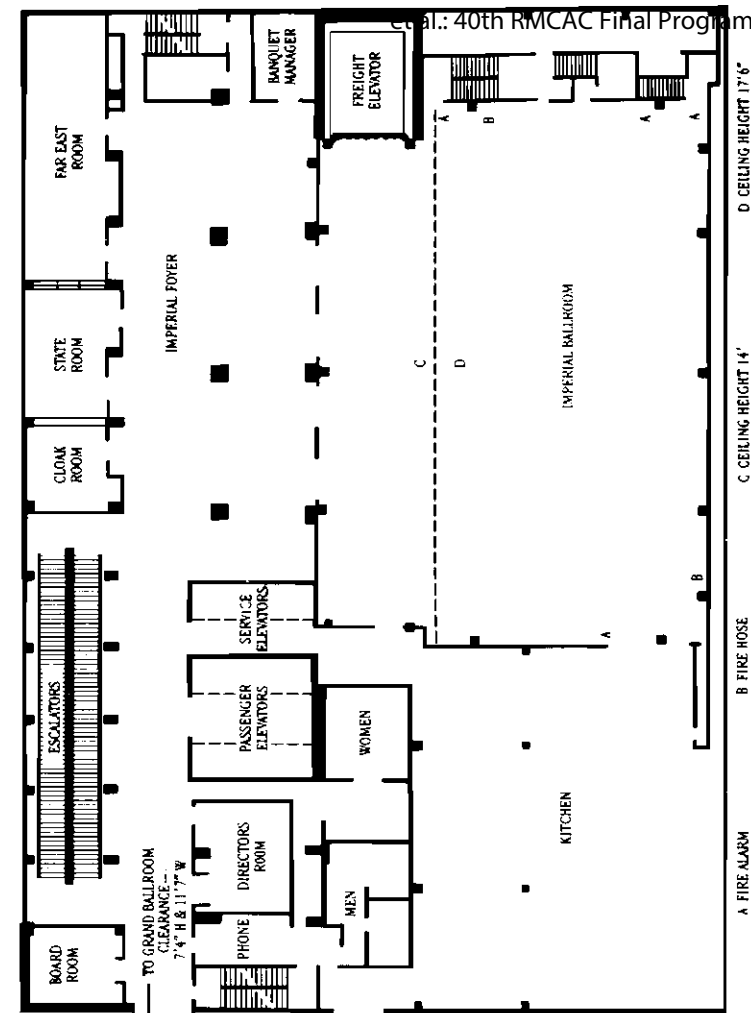 et al.: 40th RMCAC Final Program
BANQUET
MANAGER
FREIGHT
ELEVATOR
FAR EAST
ROOM
A
B
A
A
IMPERIAL FOYER
STATE
ROOM
C
D
IMPERIAL BALLROOM
CLOAK
ROOM
ESCALATORS
SERVICE
ELEVATORS
B
A
PASSENGER
ELEVATORS
WOMEN
KITCHEN
TO GRAND BALLROOM
CLEARANCE --
7'4" H & 11'7" W
DIRECTORS
ROOM
MEN
PHONE
BOARD
ROOM
A FIRE ALARM
B FIRE HOSE
C CEILING HEIGHT 14'
D CEILING HEIGHT 17'6"